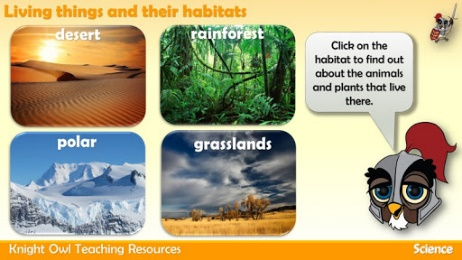 Living things and their habitats
desert
rainforest
Click on the
habitat to find out
about the animals
and plants that live
there.
polar
grasslands
Knight Owl Teaching Resources
Science